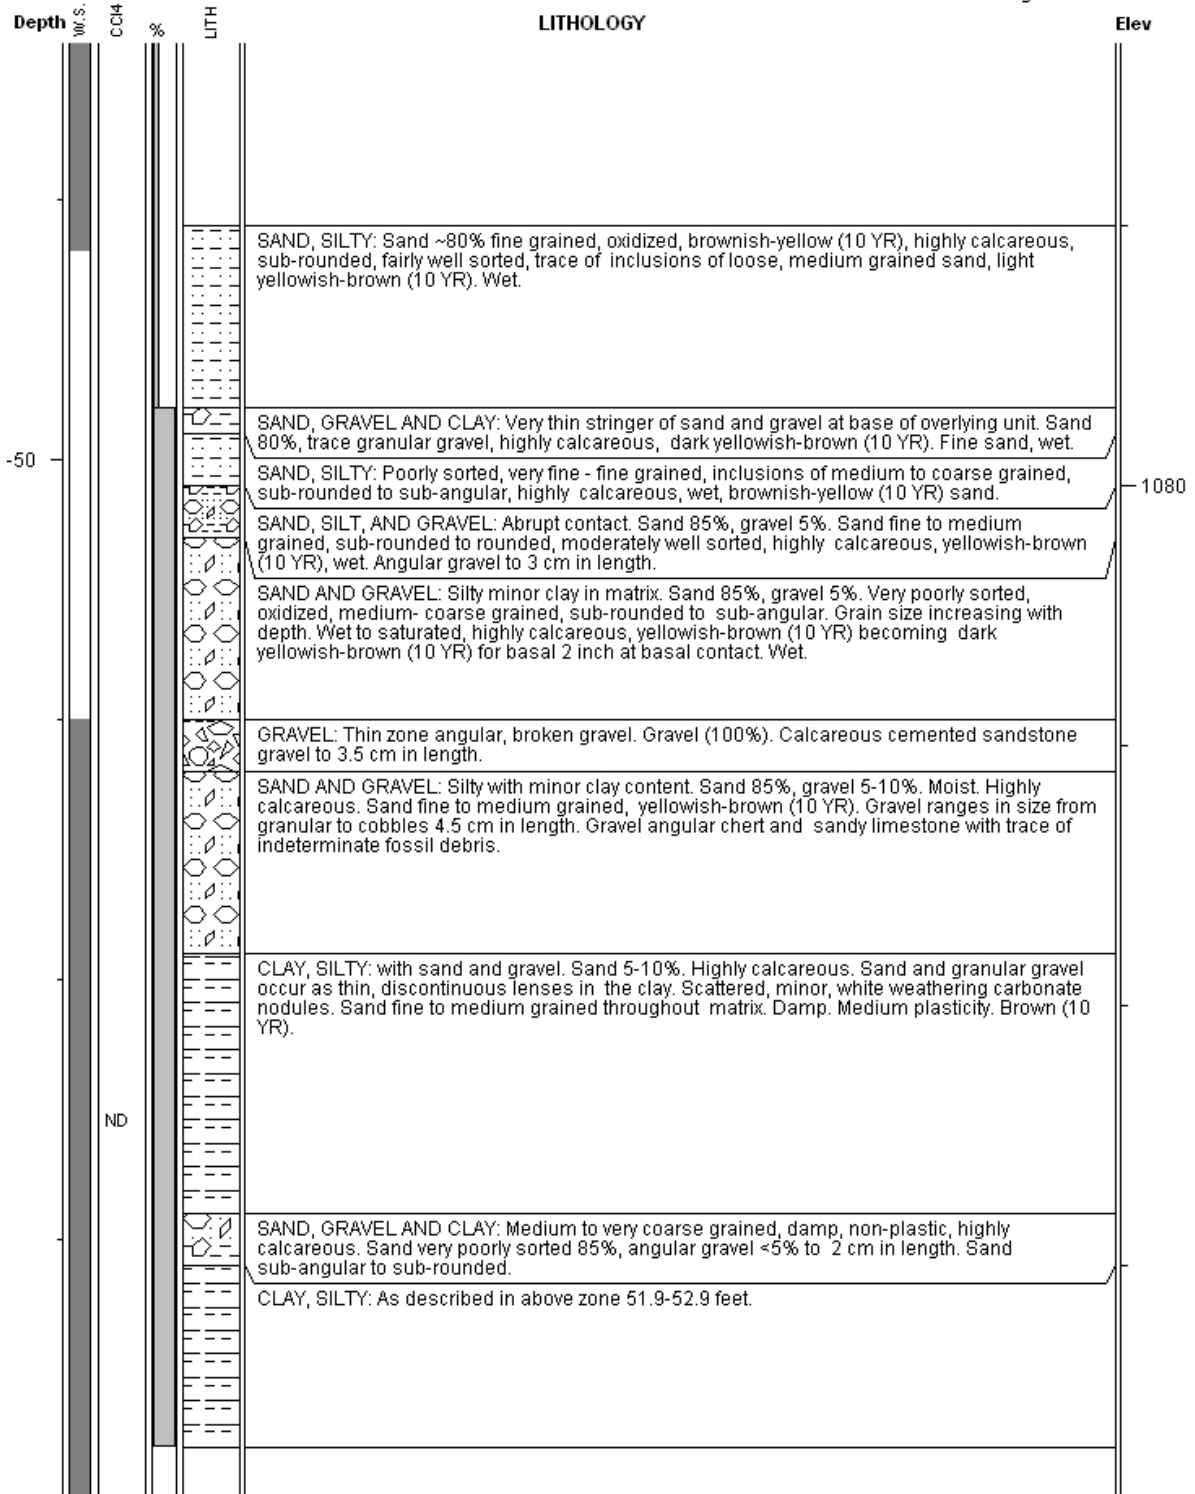 Depth W.S. CCl4 % LITH LITHOLOGY Elev
SAND, SILTY: Sand ~80% fine grained, oxidized, brownish-yellow (10 YR), highly calcareous,
sub-rounded, fairly well sorted, trace of inclusions of loose, medium grained sand, light
yellowish-brown (10 YR). Wet.
SAND, GRAVEL AND CLAY: Very thin stringer of sand and gravel at base of overlying unit. Sand
80%, trace granular gravel, highly calcareous, dark yellowish-brown (10 YR). Fine sand, wet.
-50
SAND, SILTY: Poorly sorted, very fine - fine grained, inclusions of medium to coarse grained,
sub-rounded to sub-angular, highly calcareous, wet, brownish-yellow (10 YR) sand.
1080
SAND, SILT, AND GRAVEL: Abrupt contact. Sand 85%, gravel 5%. Sand fine to medium
grained, sub-rounded to rounded, moderately well sorted, highly calcareous, yellowish-brown
(10 YR), wet. Angular gravel to 3 cm in length.
SAND AND GRAVEL: Silty minor clay in matrix. Sand 85%, gravel 5%. Very poorly sorted,
oxidized, medium- coarse grained, sub-rounded to sub-angular. Grain size increasing with
depth. Wet to saturated, highly calcareous, yellowish-brown (10 YR) becoming dark
yellowish-brown (10 YR) for basal 2 inch at basal contact. Wet.
GRAVEL: Thin zone angular, broken gravel. Gravel (100%). Calcareous cemented sandstone
gravel to 3.5 cm in length.
SAND AND GRAVEL: Silty with minor clay content. Sand 85%, gravel 5-10%. Moist. Highly
calcareous. Sand fine to medium grained, yellowish-brown (10 YR). Gravel ranges in size from
granular to cobbles 4.5 cm in length. Gravel angular chert and sandy limestone with trace of
indeterminate fossil debris.
CLAY, SILTY: with sand and gravel. Sand 5-10%. Highly calcareous. Sand and granular gravel
occur as thin, discontinuous lenses in the clay. Scattered, minor, white weathering carbonate
nodules. Sand fine to medium grained throughout matrix. Damp. Medium plasticity. Brown (10
YR).
ND
SAND, GRAVEL AND CLAY: Medium to very coarse grained, damp, non-plastic, highly
calcareous. Sand very poorly sorted 85%, angular gravel <5% to 2 cm in length. Sand
sub-angular to sub-rounded.
CLAY, SILTY: As described in above zone 51.9-52.9 feet.